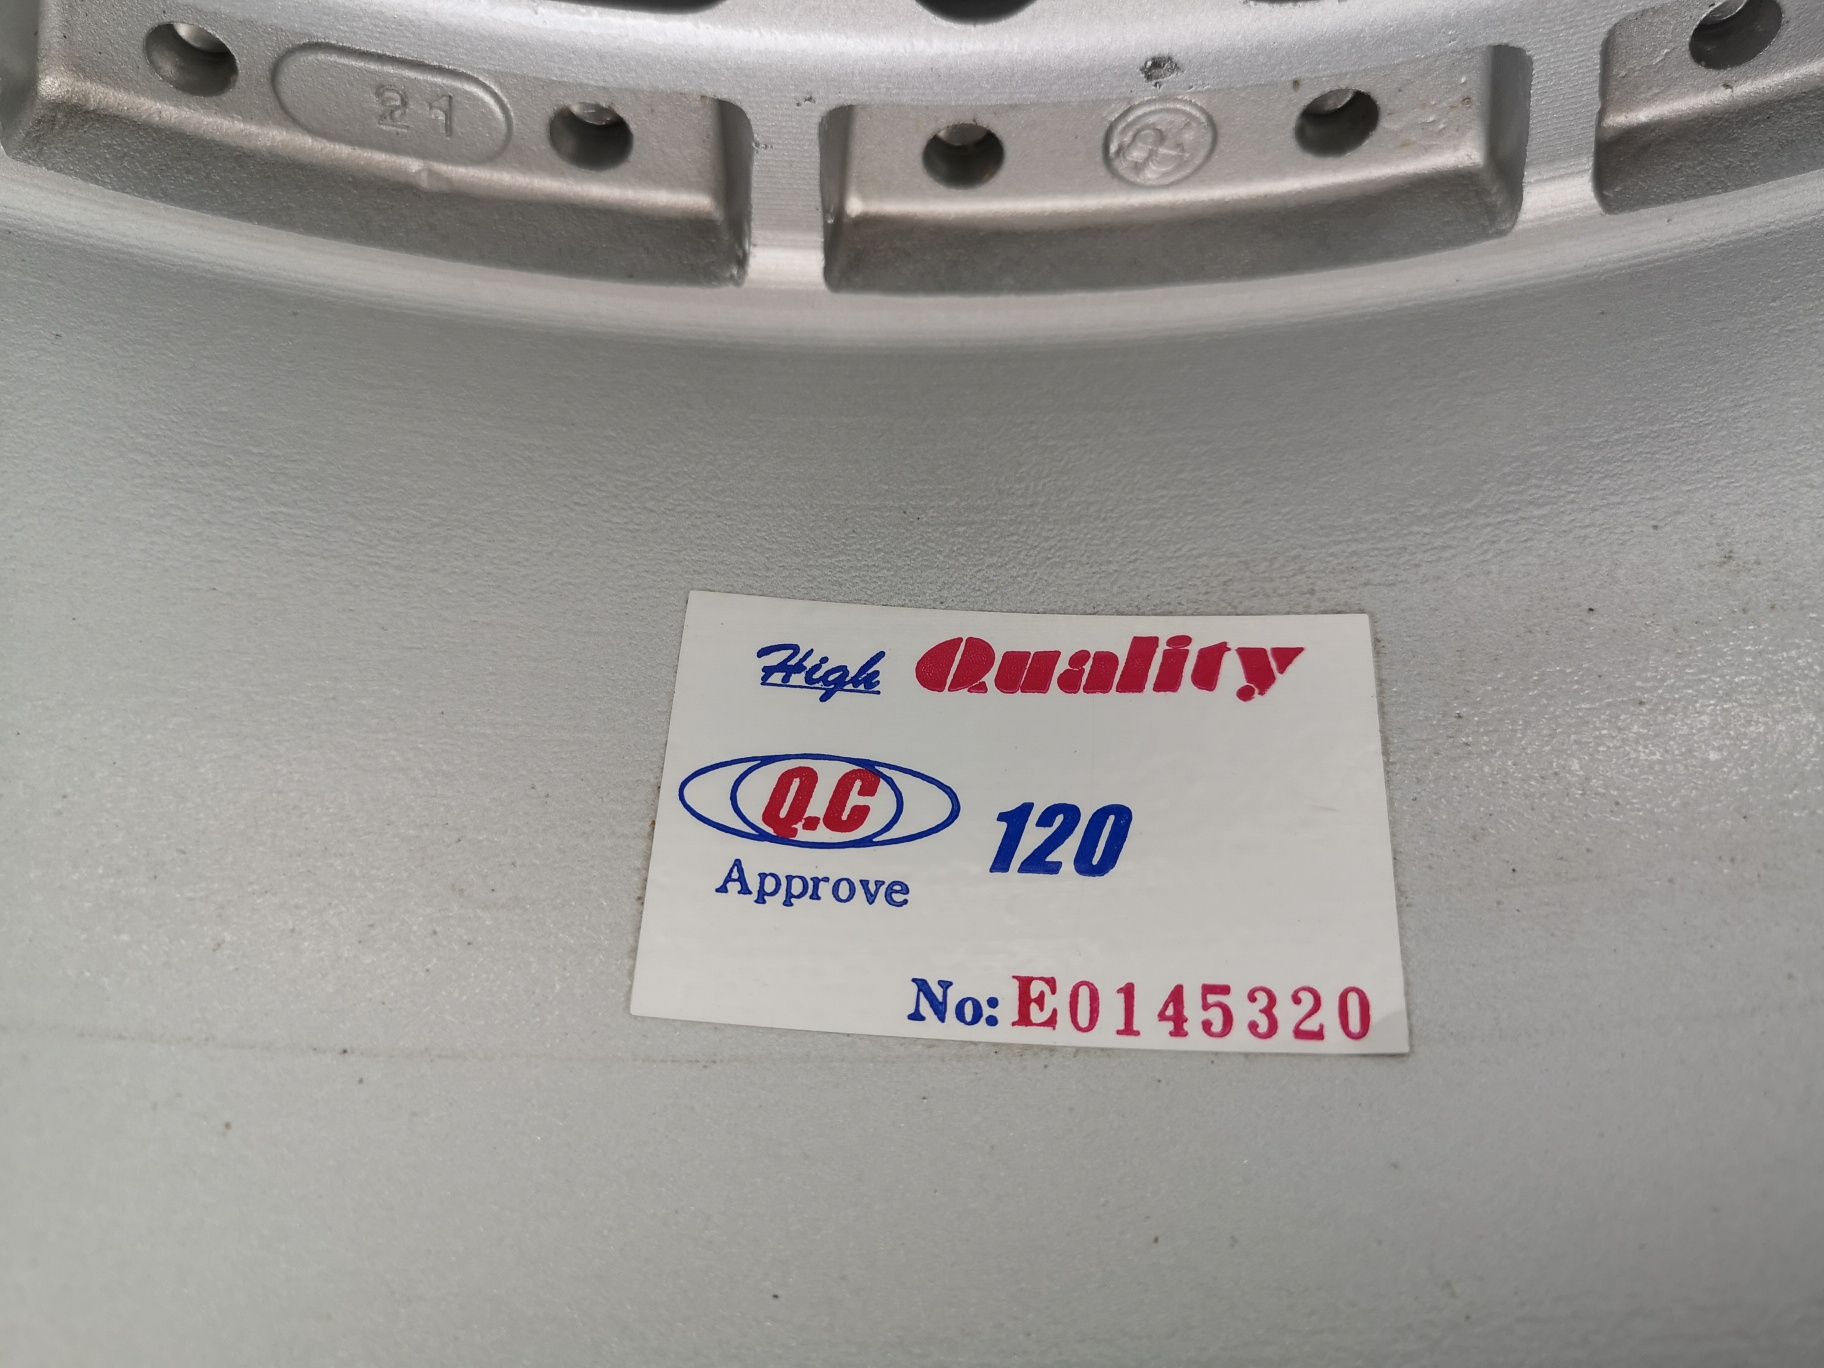 21
High Quality
Q.C
120
Approve
No: E0145320